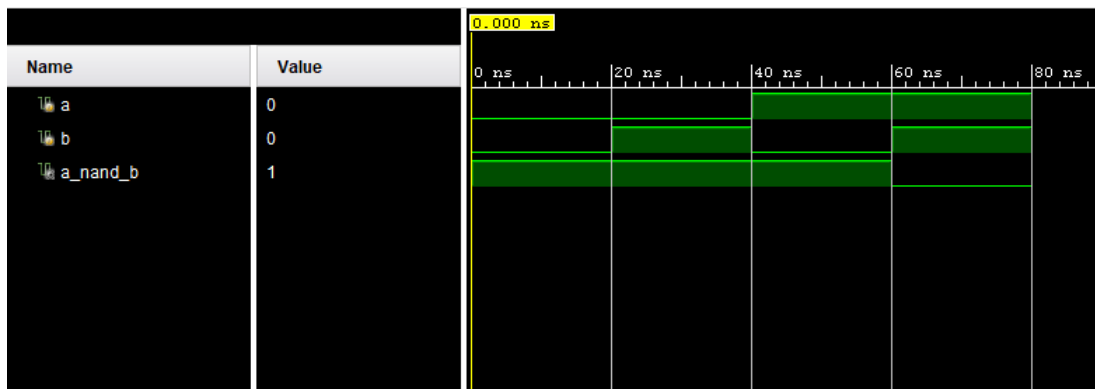 0.000 ns
Name Value
0 ns 20 ns 40 ns 60 ns 80 ns
a 0
b 0
a_nand_b 1